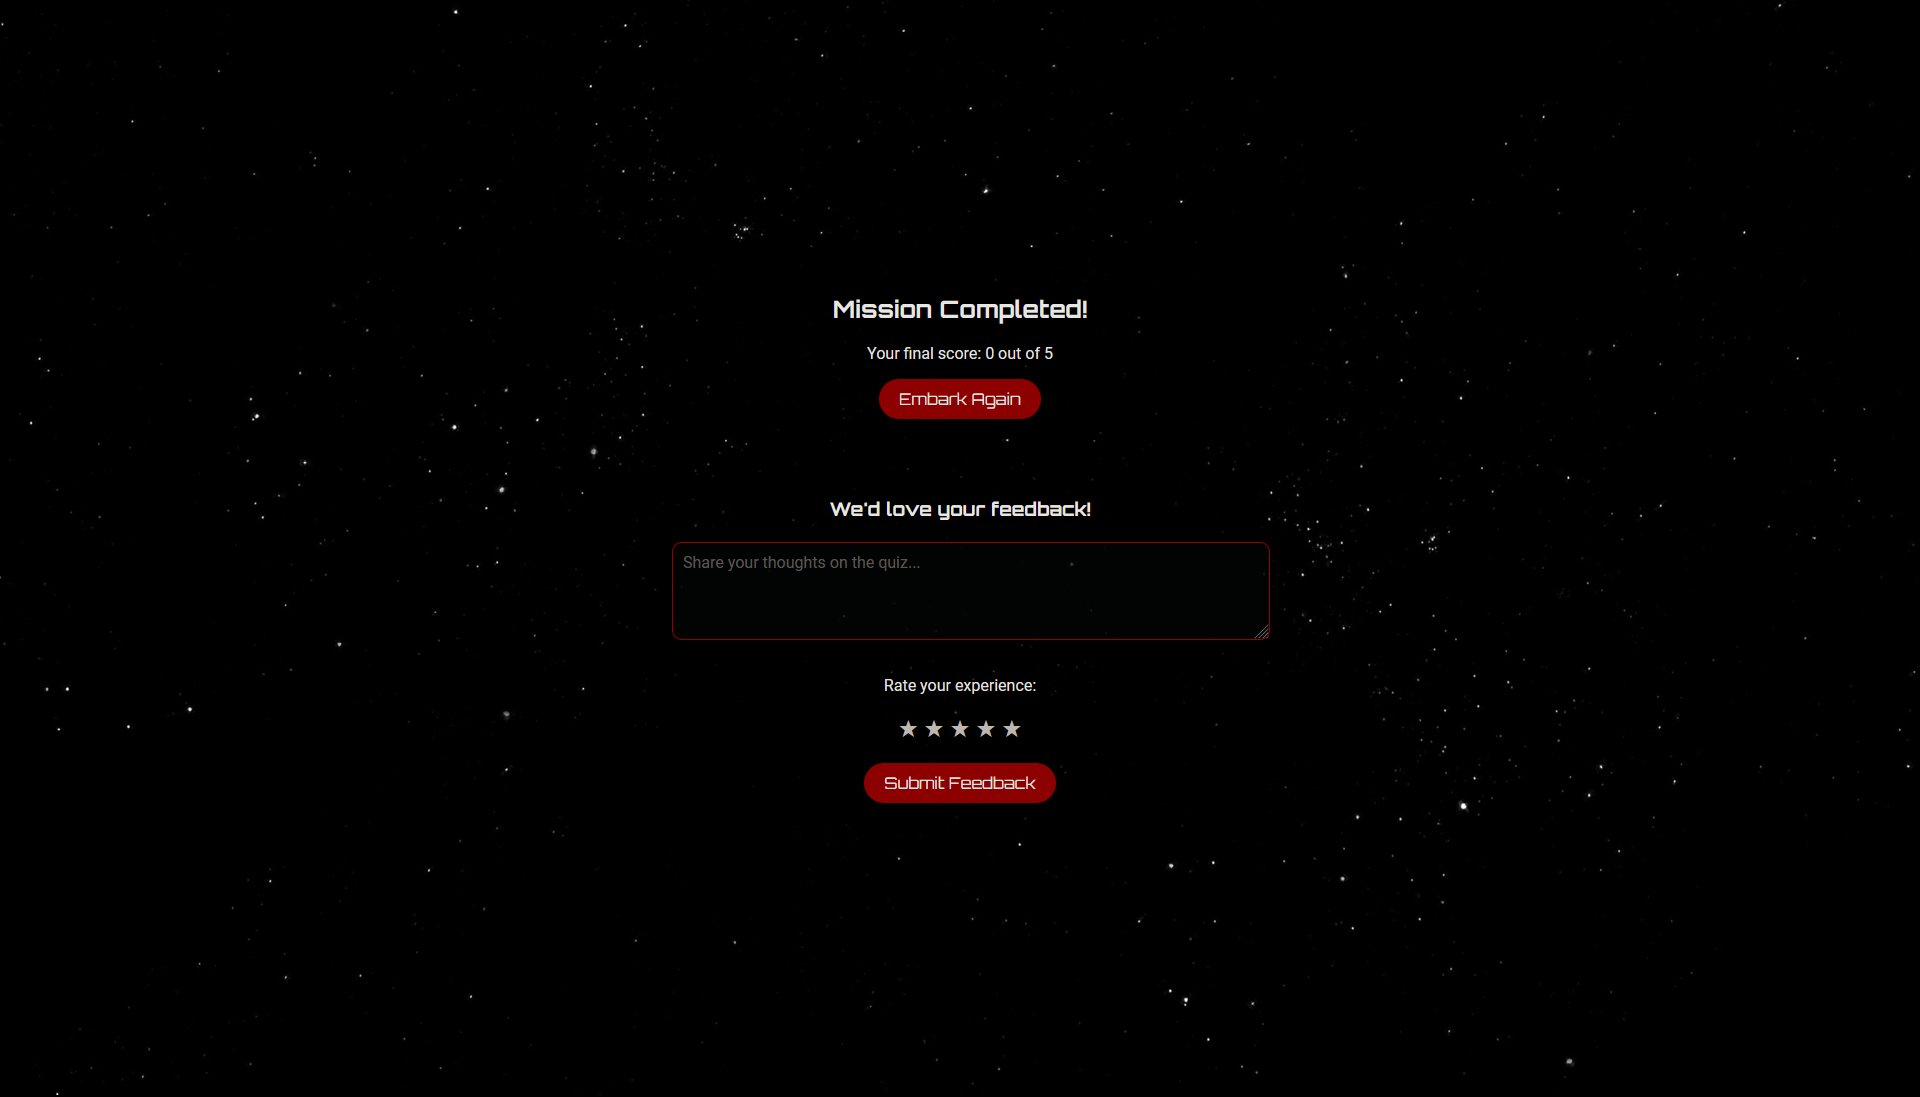 Mission Completed!
Your final score: 0 out of 5
Embark Again
We'd love your feedback!
Share your thoughts on the quiz...
Rate your experience:
★ ★ ★ ★ ★
Submit Feedback